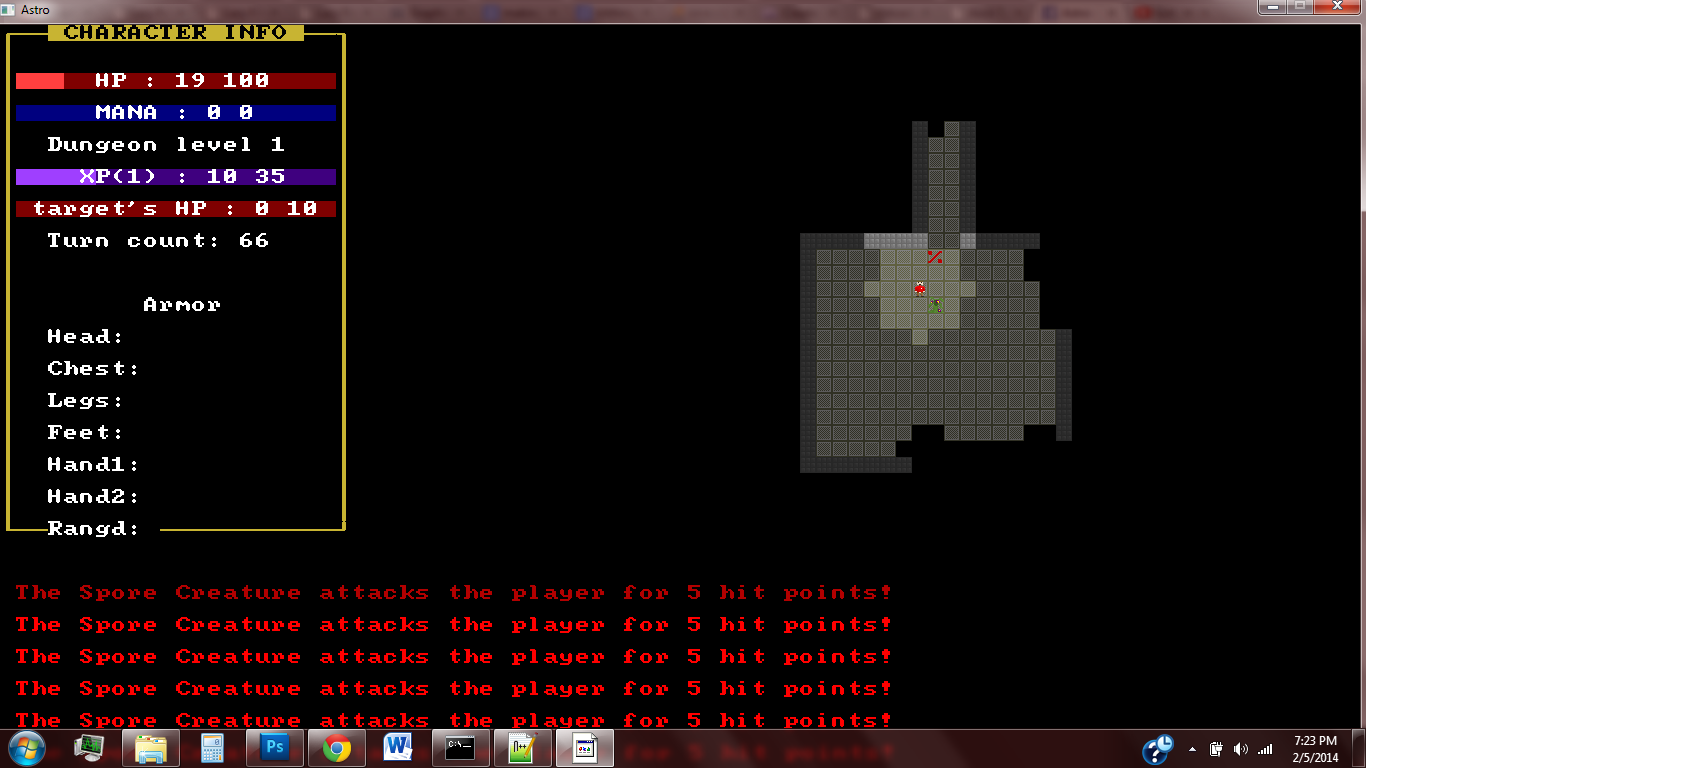 Astro
CHARACTER INFO
HP : 19 100
MANA : 0 0
Dungeon level 1
XP(1) : 10 35
target's HP : 0 10
Turn count: 66
Armor
Head:
Chest:
Legs:
Feet:
Hand1:
Hand2:
Rangd:
The Spore Creature attacks the player for 5 hit points!
The Spore Creature attacks the player for 5 hit points!
The Spore Creature attacks the player for 5 hit points!
The Spore Creature attacks the player for 5 hit points!
The Spore Creature attacks the player for 5 hit points!
Ps
C:\
N++
7:23 PM
2/5/2014